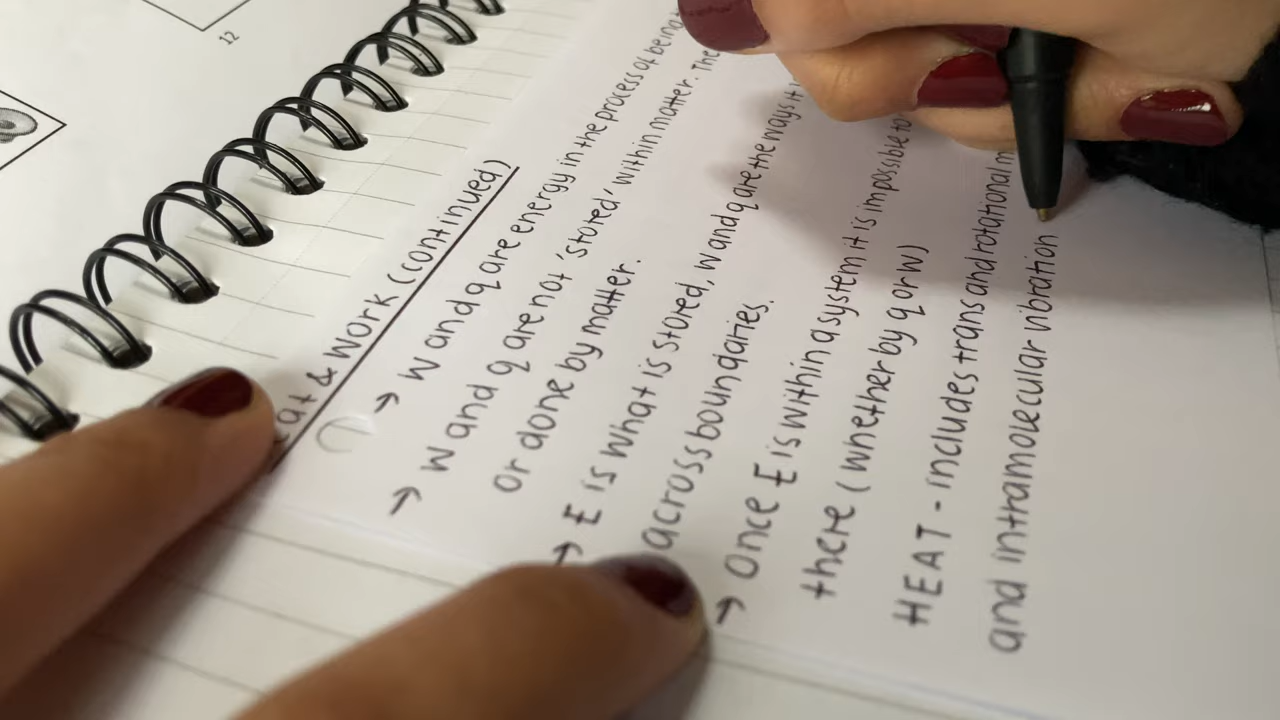 12
& Work (continued)
→ W and q are energy in the process of being
→ W and q are not 'stored' within matter. The
or done by matter.
→ E is what is stored, w and q are the ways it
across boundaries.
→ Once E is within a system it is impossible to
there (whether by q or w)
HEAT - includes trans and rotational
and intramolecular vibration